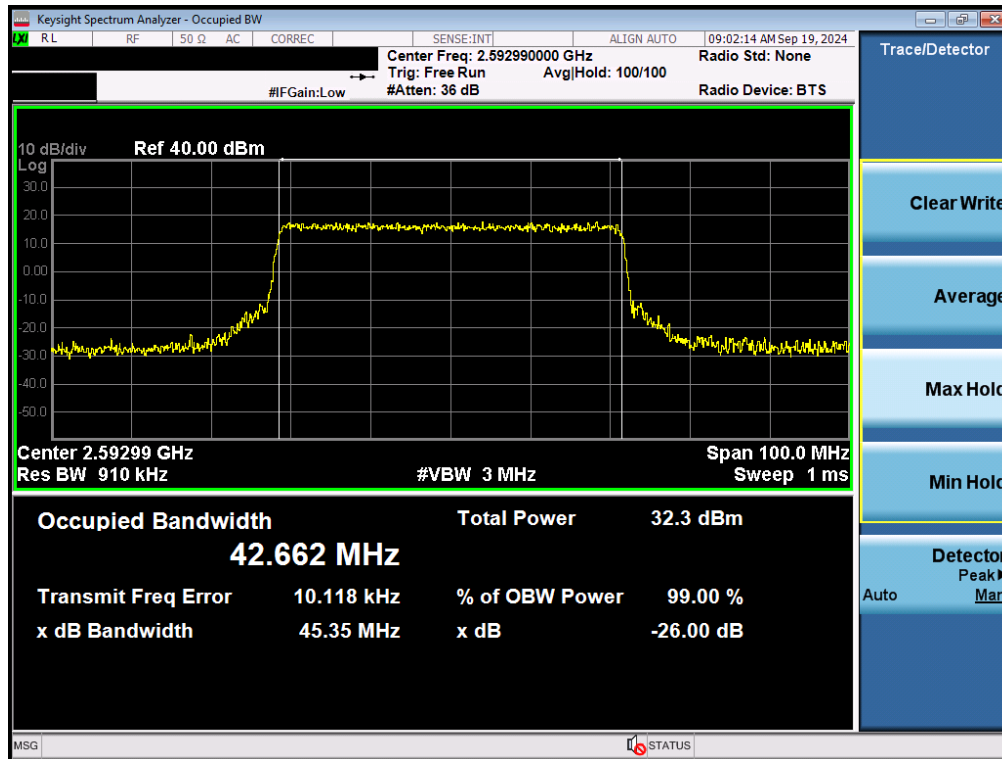 Keysight Spectrum Analyzer - Occupied BW
LXI RL RF 50 Ω AC CORREC SENSE:INT ALIGN AUTO 09:02:14 AM Sep 19, 2024
Center Freq: 2.592990000 GHz Radio Std: None
Trig: Free Run Avg|Hold: 100/100
#IFGain:Low #Atten: 36 dB Radio Device: BTS
Trace/Detector
10 dB/div Ref 40.00 dBm
Log
30.0
20.0
10.0
0.00
-10.0
-20.0
-30.0
-40.0
-50.0
Center 2.59299 GHz Span 100.0 MHz
Res BW 910 kHz #VBW 3 MHz Sweep 1 ms
Occupied Bandwidth Total Power 32.3 dBm
42.662 MHz
Transmit Freq Error 10.118 kHz % of OBW Power 99.00 %
x dB Bandwidth 45.35 MHz x dB -26.00 dB
Clear Write
Average
Max Hold
Min Hold
Detector
Peak
Auto Man
MSG STATUS